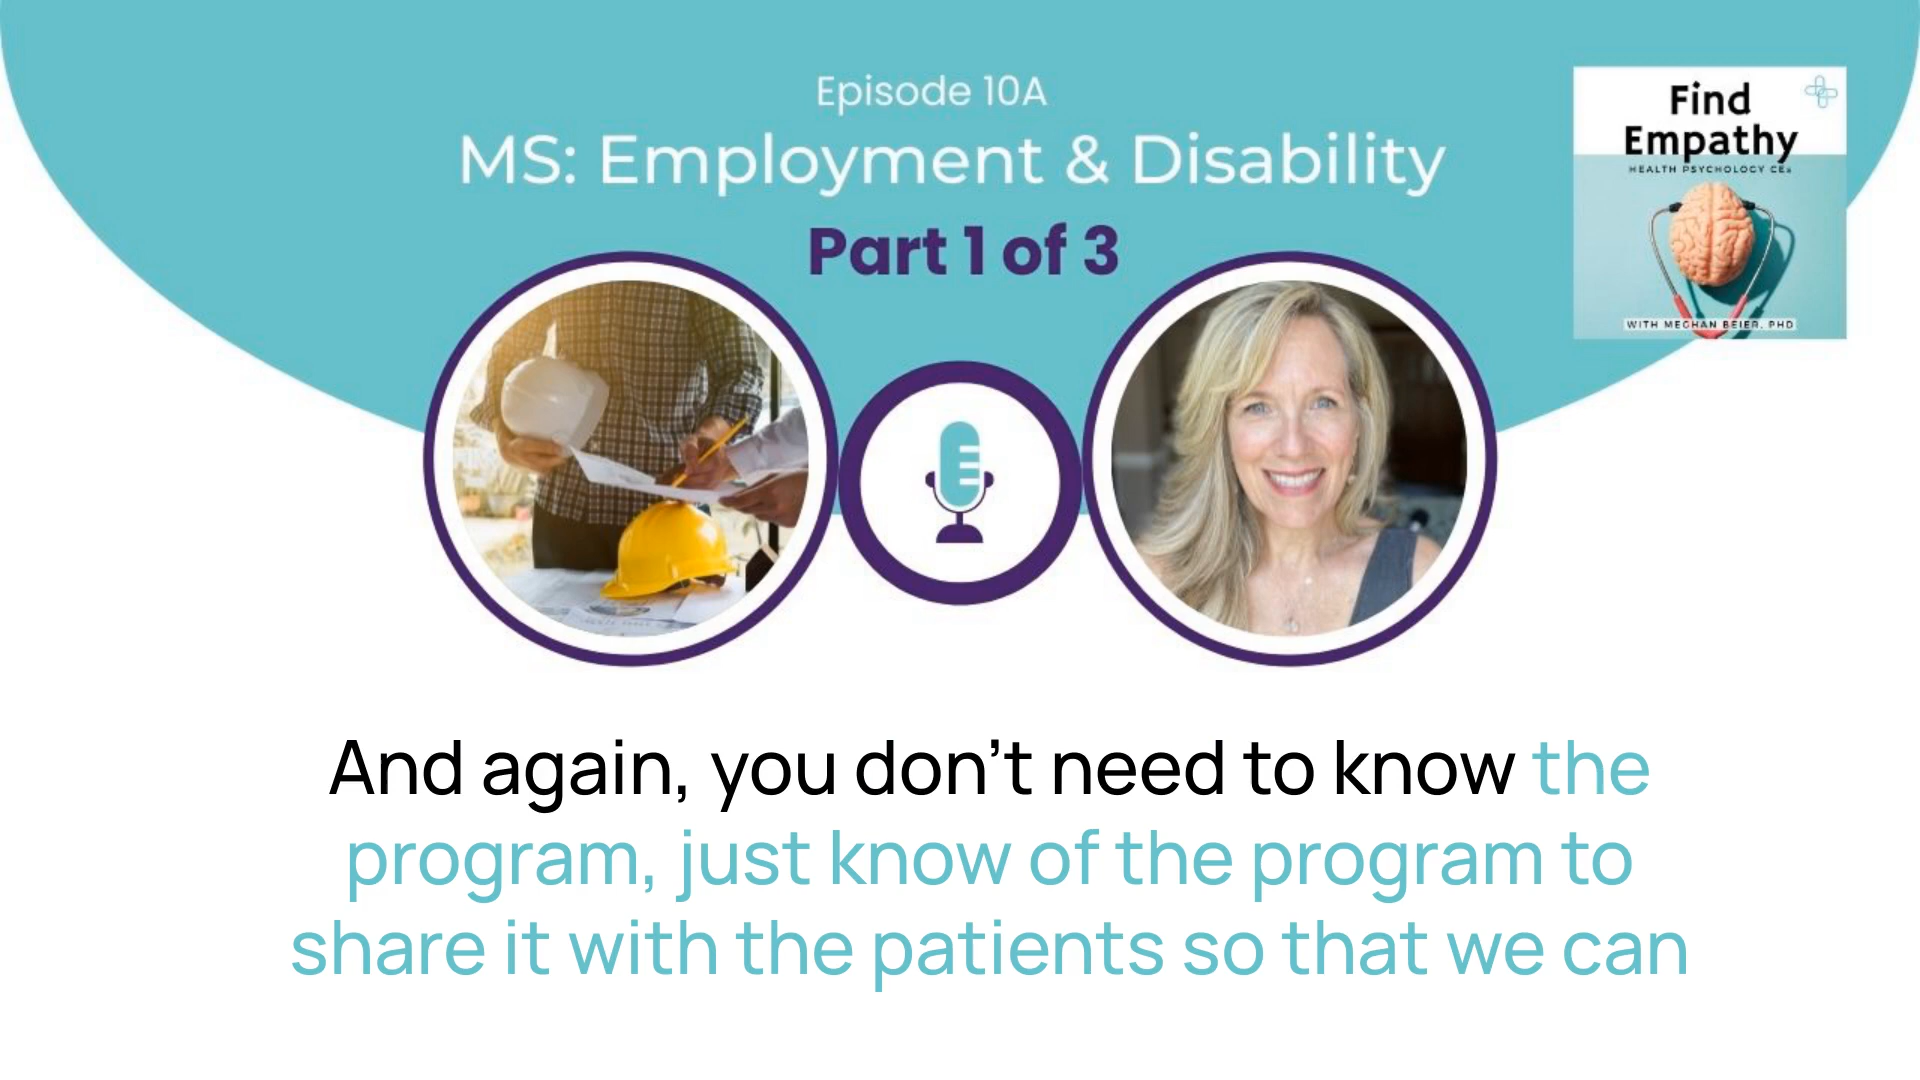 Episode 10A
MS: Employment & Disability
Part 1 of 3
Find
Empathy
HEALTH PSYCHOLOGY CEs
WITH MEGHAN BEIER, PHD
And again, you don't need to know the
program, just know of the program to
share it with the patients so that we can